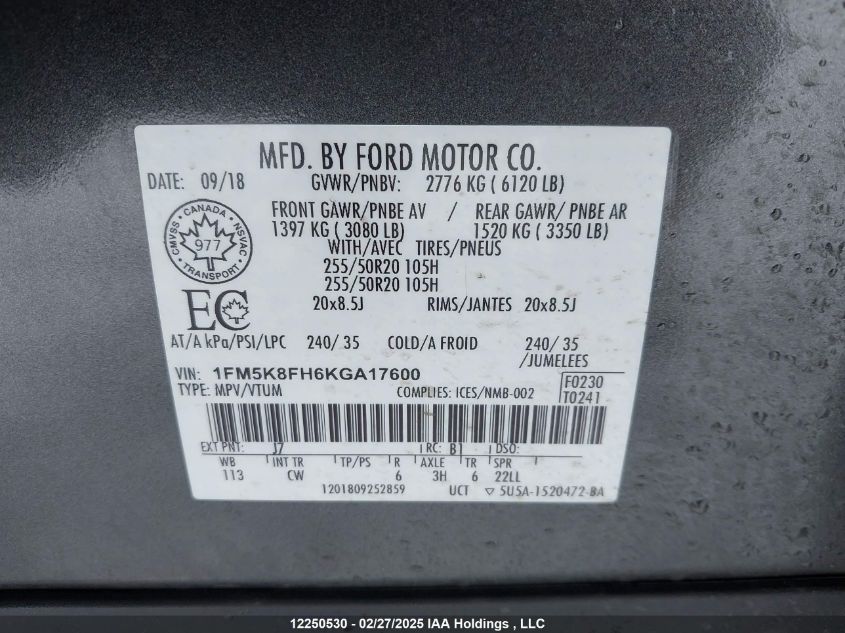 MFD. BY FORD MOTOR CO.
DATE: 09/18 GVWR/PNBV: 2776 KG ( 6120 LB)
FRONT GAWR/PNBE AV / REAR GAWR/ PNBE AR
1397 KG ( 3080 LB) 1520 KG ( 3350 LB)
WITH/AVEC TIRES/PNEUS
255/50R20 105H
255/50R20 105H
20x8.5J RIMS/JANTES 20x8.5J
CANADA
CMVSS 977 NSVAC
TRANSPORT
EC
AT/A kPa/PSI/LPC 240/ 35 COLD/A FROID 240/ 35
/JUMELEES
VIN: 1FM5K8FH6KGA17600
TYPE: MPV/VTUM COMPLIES: ICES/NMB-002
F0230
T0241
EXT PNT: J7 RC: B1 DSO:
WB INT TR TP/PS R AXLE TR SPR
113 CW 6 3H 6 22LL
1201809252859 UCT ▽ 5U5A-1520472-BA
12250530 - 02/27/2025 IAA Holdings , LLC